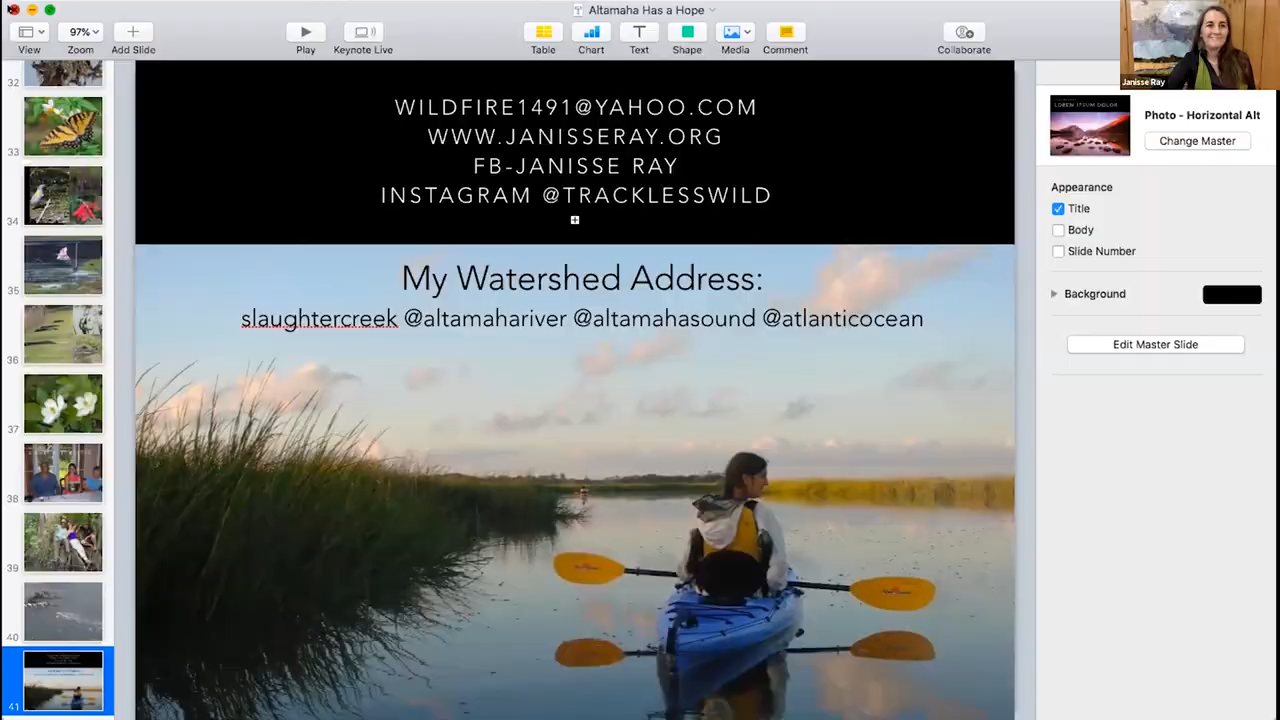 Altamaha Has a Hope
97%
View
Zoom
Add Slide
Play
Keynote Live
Table
Chart
Text
Shape
Media
Comment
Collaborate
Janisse Ray
32
33
34
35
36
37
38
39
40
41
WILDFIRE1491@YAHOO.COM
WWW.JANISSERAY.ORG
FB-JANISSE RAY
INSTAGRAM @TRACKLESSWILD
My Watershed Address:
slaughtercreek @altamahariver @altamahasound @atlanticocean
LOREM IPSUM DOLOR
Photo - Horizontal Alt
Change Master
Appearance
Title
Body
Slide Number
Background
Edit Master Slide